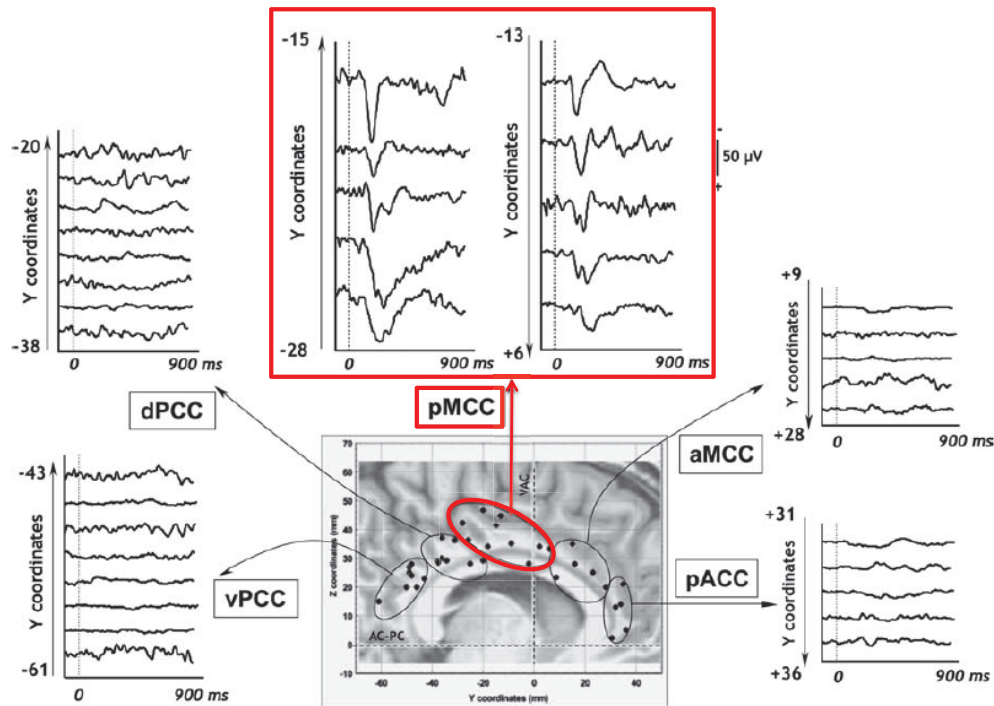 -15
-13
Y coordinates
Y coordinates
-28
+6
0
900 ms
0
900 ms
-
50 µV
+
-20
Y coordinates
-38
0
900 ms
+9
Y coordinates
+28
0
900 ms
dPCC
pMCC
aMCC
-43
Y coordinates
-61
0
900 ms
vPCC
+31
Y coordinates
+36
0
900 ms
pACC
70
60
50
40
30
20
10
0
-10
Z coordinates (mm)
VAC
AC-PC
-60
-40
-20
0
20
40
Y coordinates (mm)